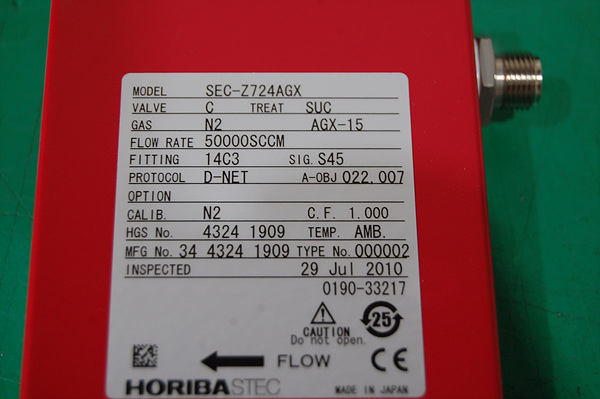 MODEL SEC-Z724AGX
VALVE C TREAT SUC
GAS N2 AGX-15
FLOW RATE 50000SCCM
FITTING 14C3 SIG. S45
PROTOCOL D-NET A-OBJ 022.007
OPTION
CALIB. N2 C.F. 1.000
HGS No. 4324 1909 TEMP. AMB.
MFG No. 34 4324 1909 TYPE No. 000002
INSPECTED 29 Jul 2010
0190-33217
CAUTION
Do not open.
25
FLOW
CE
HORIBASTEC
MADE IN JAPAN